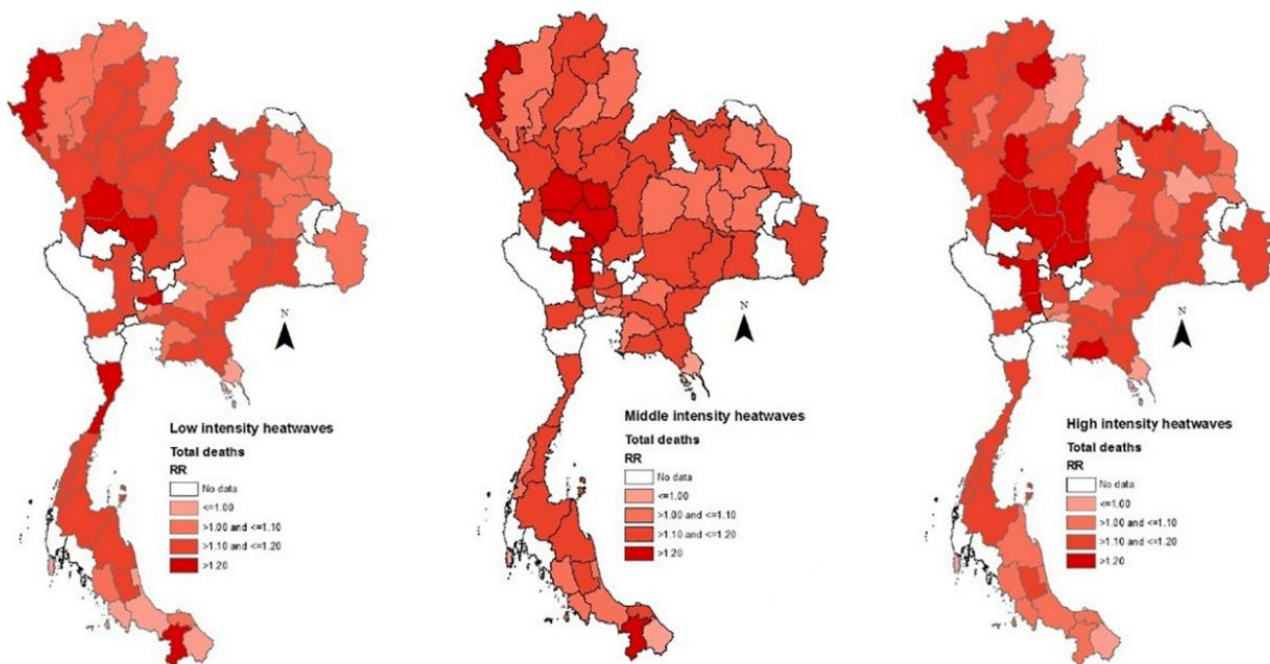 N
Low intensity heatwaves
Total deaths
RR
No data
<=1.00
>1.00 and <=1.10
>1.10 and <=1.20
>1.20
N
Middle intensity heatwaves
Total deaths
RR
No data
<=1.00
>1.00 and <=1.10
>1.10 and <=1.20
>1.20
N
High intensity heatwaves
Total deaths
RR
No data
<=1.00
>1.00 and <=1.10
>1.10 and <=1.20
>1.20